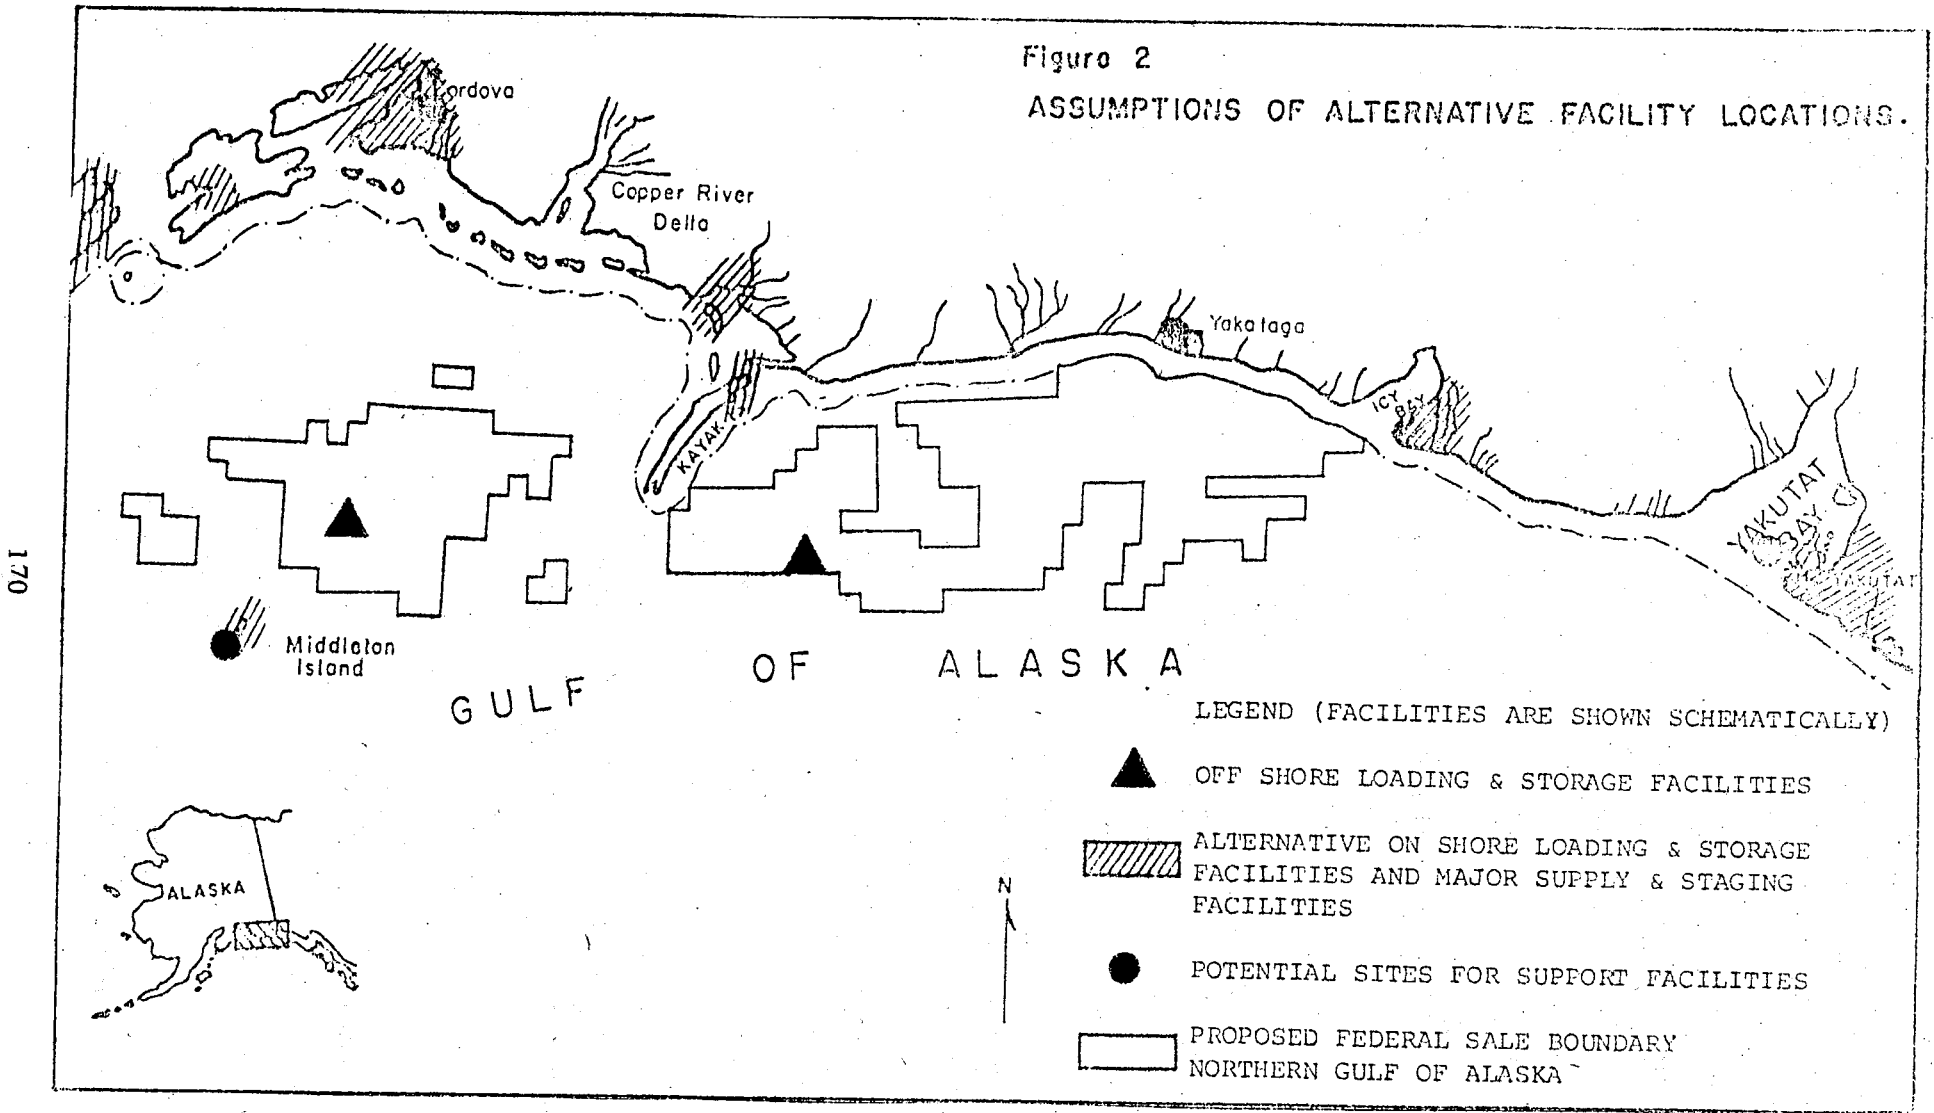 Figure 2
ASSUMPTIONS OF ALTERNATIVE FACILITY LOCATIONS.
Cordova
Copper River
Delta
Yakataga
ICY
BAY
KAYAK
YAKUTAT
BAY
YAKUTAT
Middleton
Island
GULF OF ALASKA
170
LEGEND (FACILITIES ARE SHOWN SCHEMATICALLY)
OFF SHORE LOADING & STORAGE FACILITIES
ALTERNATIVE ON SHORE LOADING & STORAGE
FACILITIES AND MAJOR SUPPLY & STAGING
FACILITIES
POTENTIAL SITES FOR SUPPORT FACILITIES
PROPOSED FEDERAL SALE BOUNDARY
NORTHERN GULF OF ALASKA
ALASKA
N